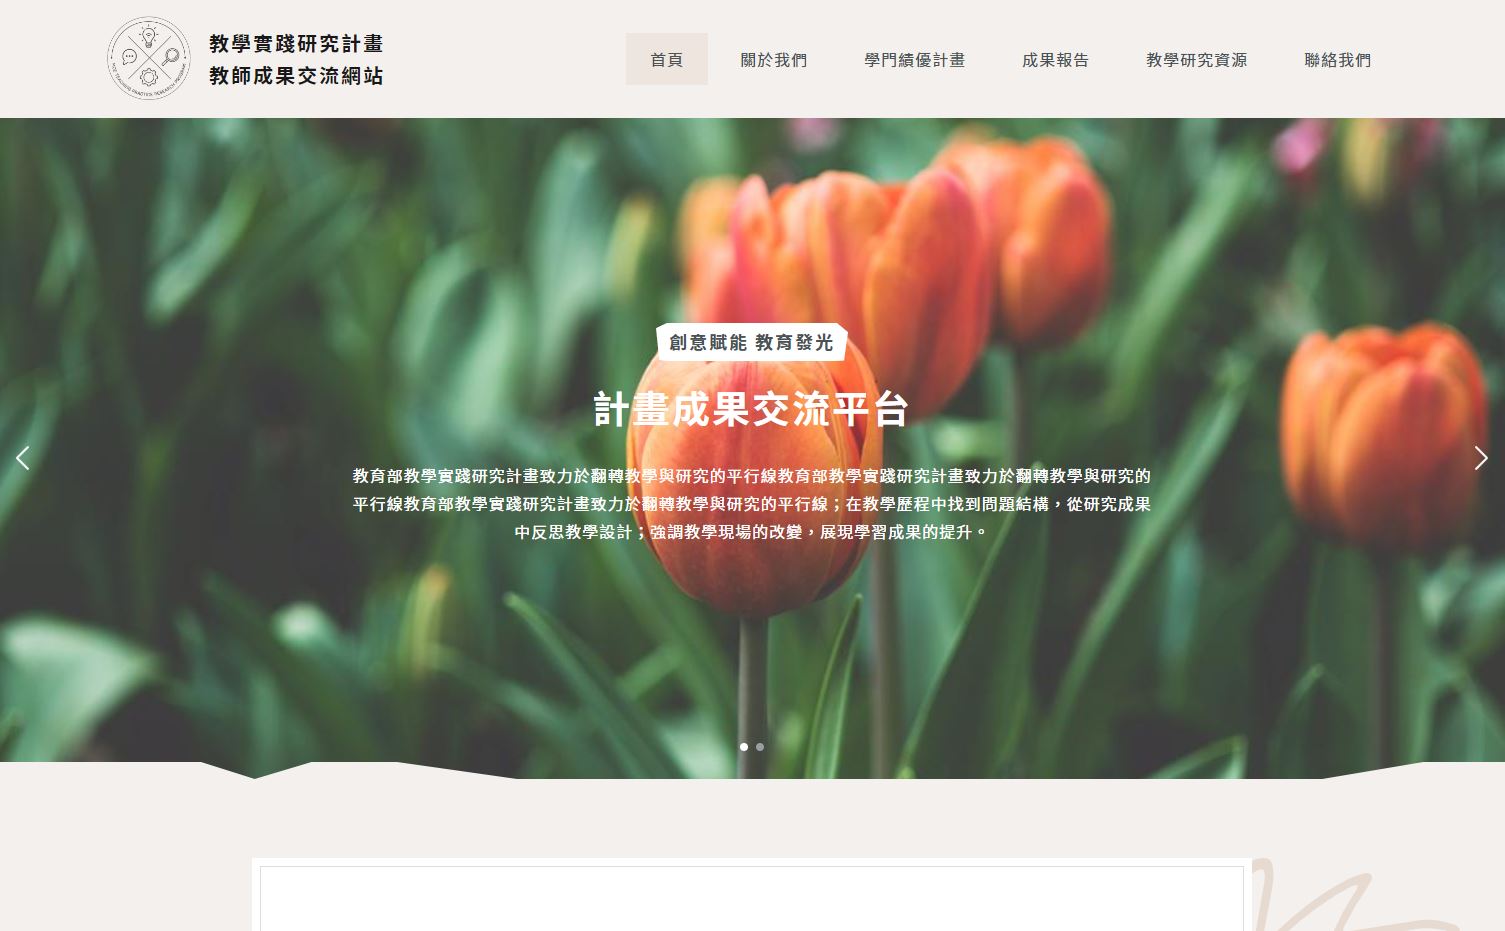 教學實踐研究計畫
教師成果交流網站
首頁
關於我們
學門績優計畫
成果報告
教學研究資源
聯絡我們
創意賦能 教育發光
計畫成果交流平台
教育部教學實踐研究計畫致力於翻轉教學與研究的平行線教育部教學實踐研究計畫致力於翻轉教學與研究的
平行線教育部教學實踐研究計畫致力於翻轉教學與研究的平行線；在教學歷程中找到問題結構，從研究成果
中反思教學設計；強調教學現場的改變，展現學習成果的提升。